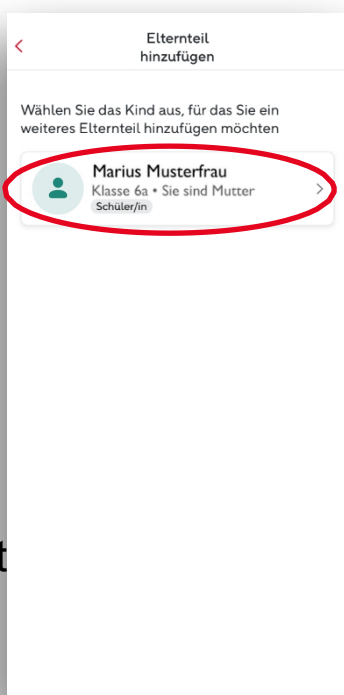 Elternteil
hinzufügen
Wählen Sie das Kind aus, für das Sie ein
weiteres Elternteil hinzufügen möchten
Marius Musterfrau
Klasse 6a • Sie sind Mutter
Schüler/in
t